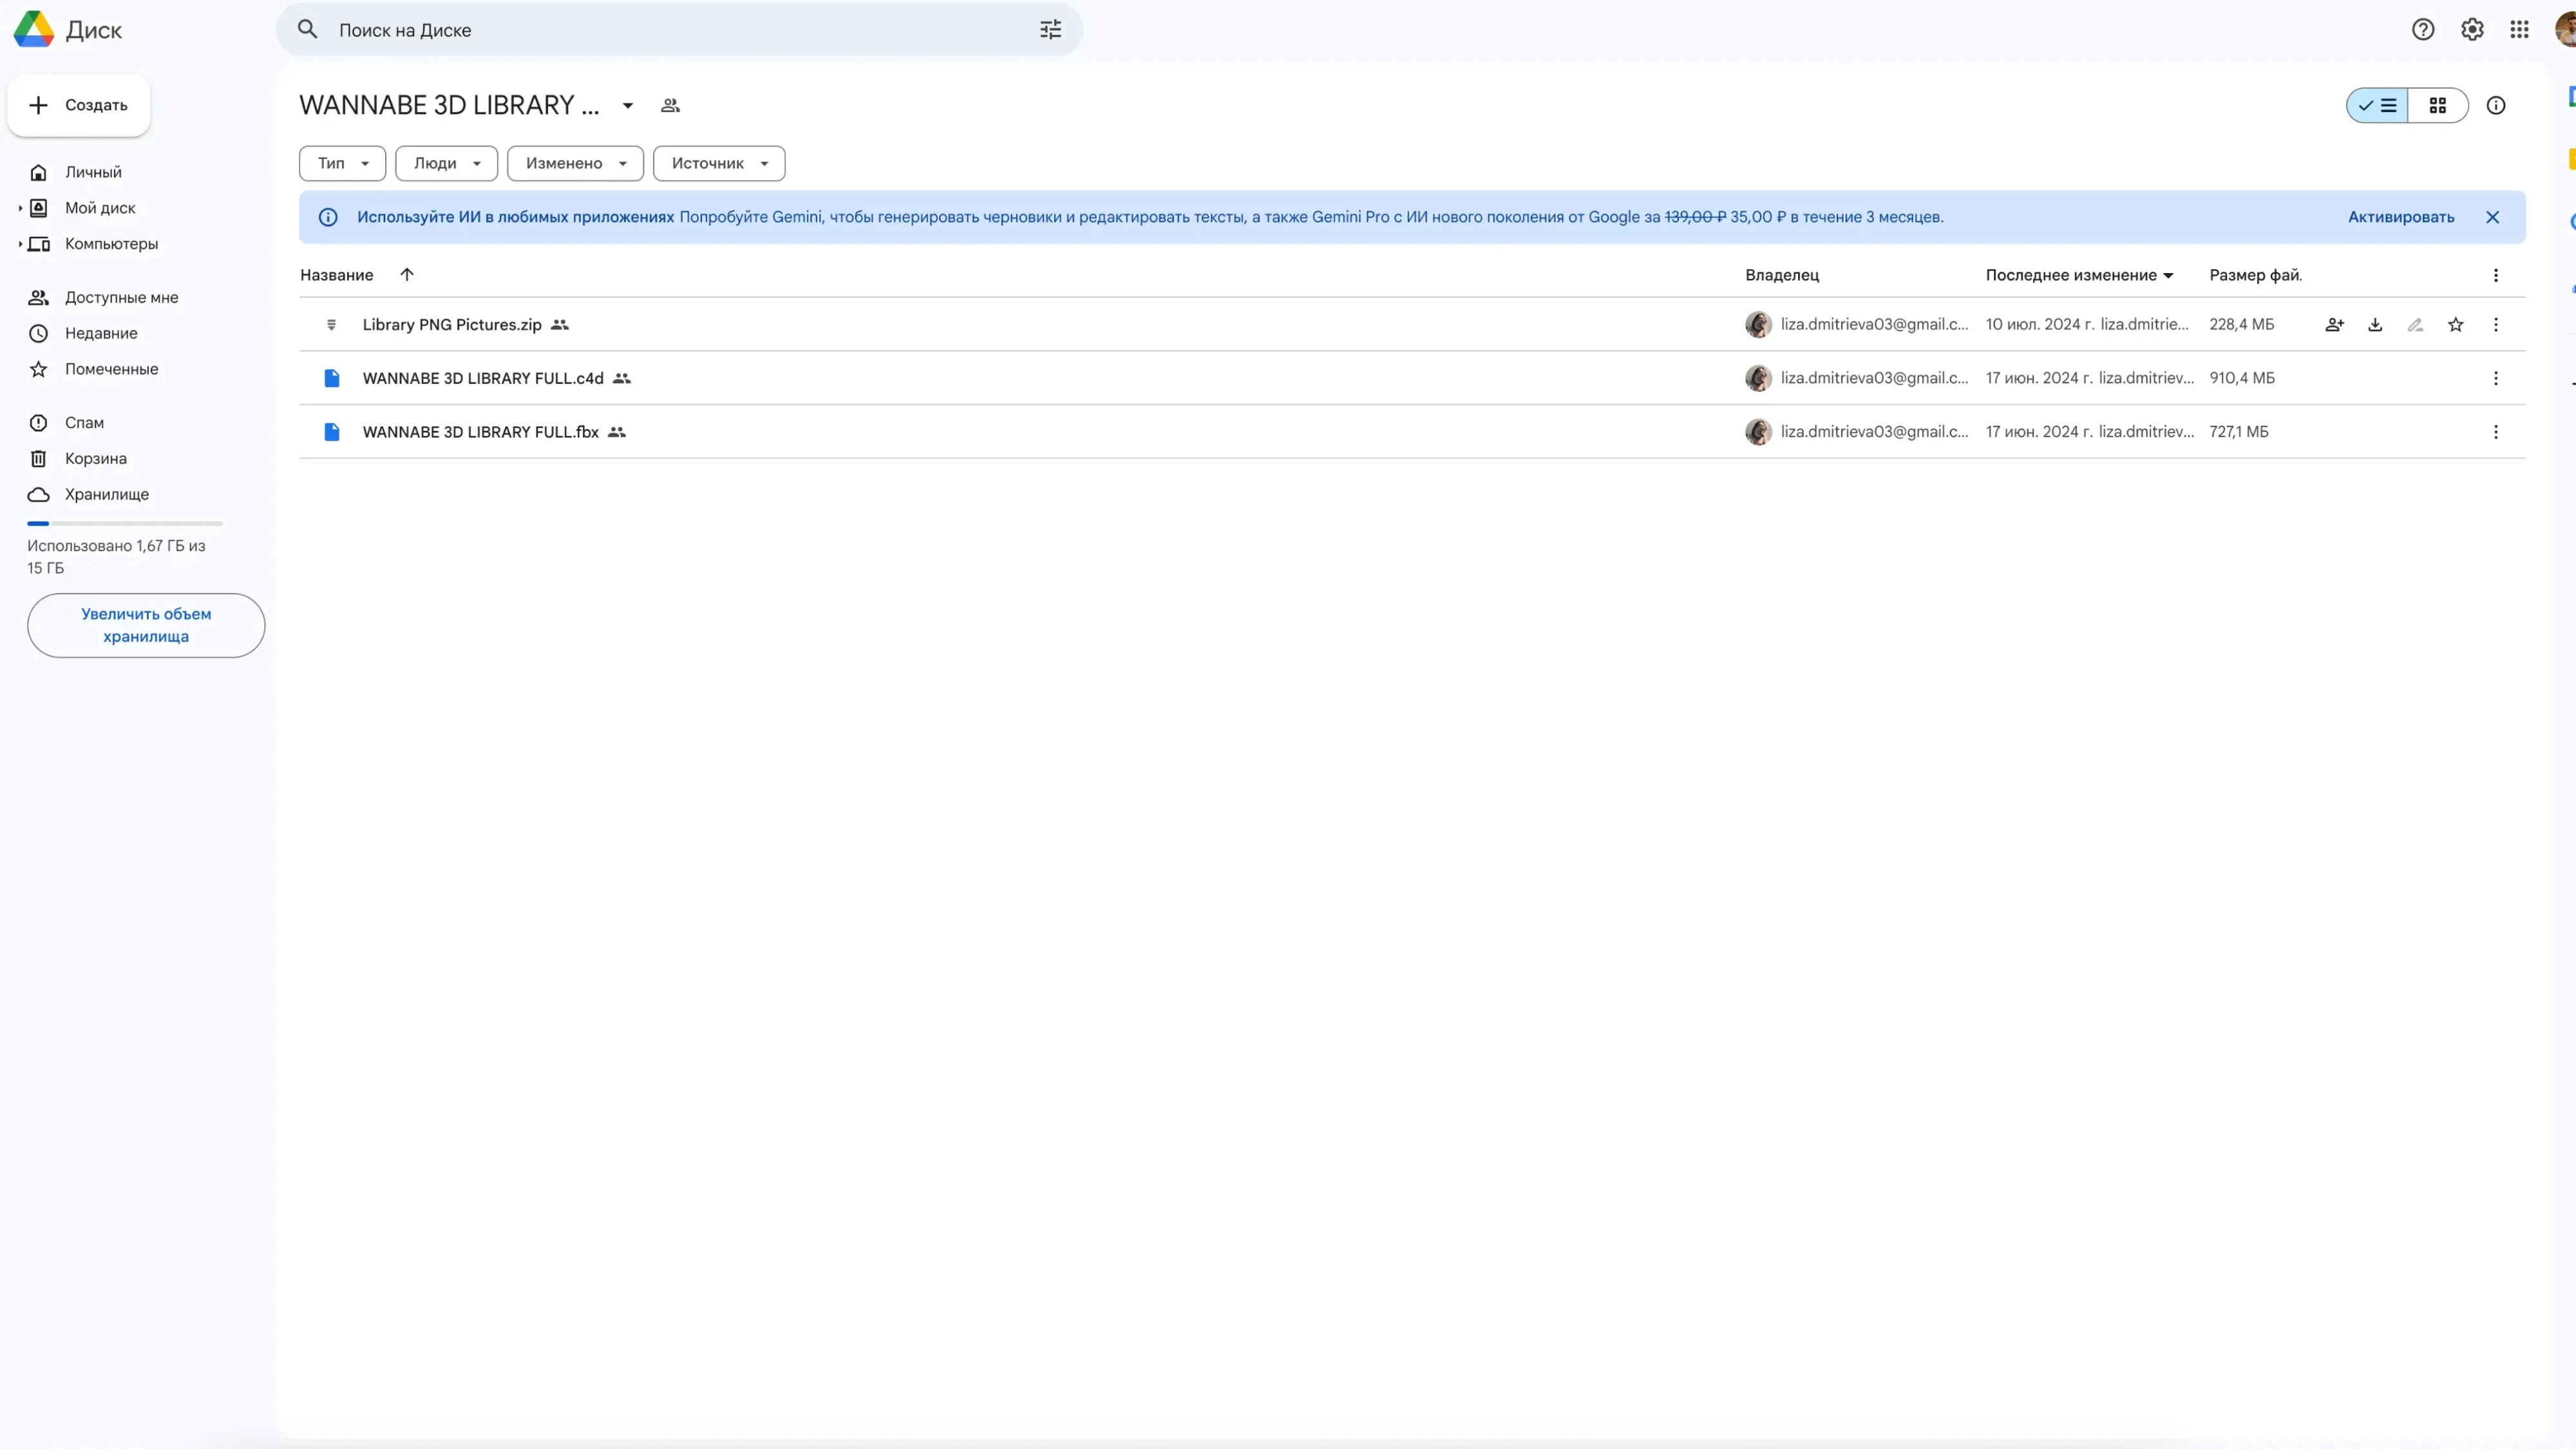 Диск
Поиск на Диске
Создать
WANNABE 3D LIBRARY ...
Личный
Мой диск
Компьютеры
Доступные мне
Недавние
Помеченные
Спам
Корзина
Хранилище
Использовано 1,67 ГБ из
15 ГБ
Увеличить объем
хранилища
Тип Люди Изменено Источник
Используйте ИИ в любимых приложениях Попробуйте Gemini, чтобы генерировать черновики и редактировать тексты, а также Gemini Pro с ИИ нового поколения от Google за 139,00 ₽ 35,00 ₽ в течение 3 месяцев. Активировать
Название Владелец Последнее изменение Размер фай.
Library PNG Pictures.zip liza.dmitrieva03@gmail.c... 10 июл. 2024 г. liza.dmitrie... 228,4 МБ
WANNABE 3D LIBRARY FULL.c4d liza.dmitrieva03@gmail.c... 17 июн. 2024 г. liza.dmitriev... 910,4 МБ
WANNABE 3D LIBRARY FULL.fbx liza.dmitrieva03@gmail.c... 17 июн. 2024 г. liza.dmitriev... 727,1 МБ